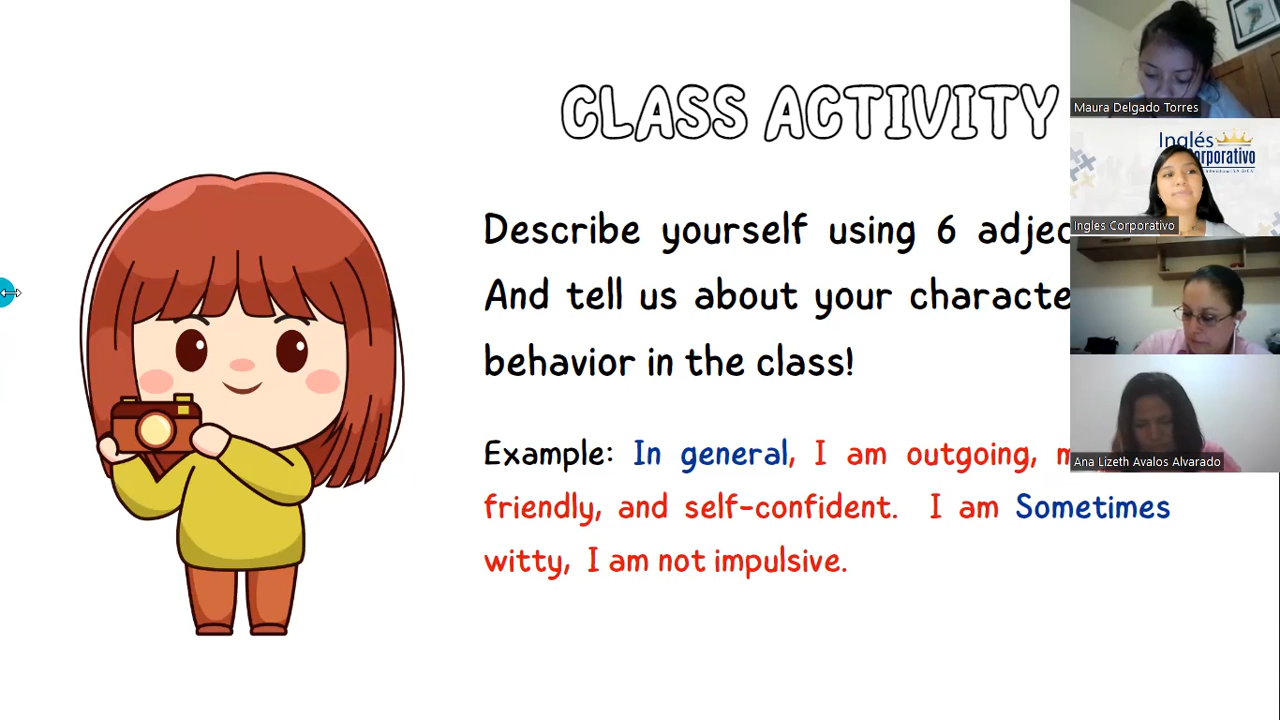 CLASS ACTIVITY
Describe yourself using 6
And tell us about your
behavior in the class!
Example: In general, I am outgoing,
friendly, and self-confident. I am Sometimes
witty, I am not impulsive.
Maura Delgado Torres
Inglés
Corporativo
Ingles Corporativo
Ana Lizeth Avalos Alvarado